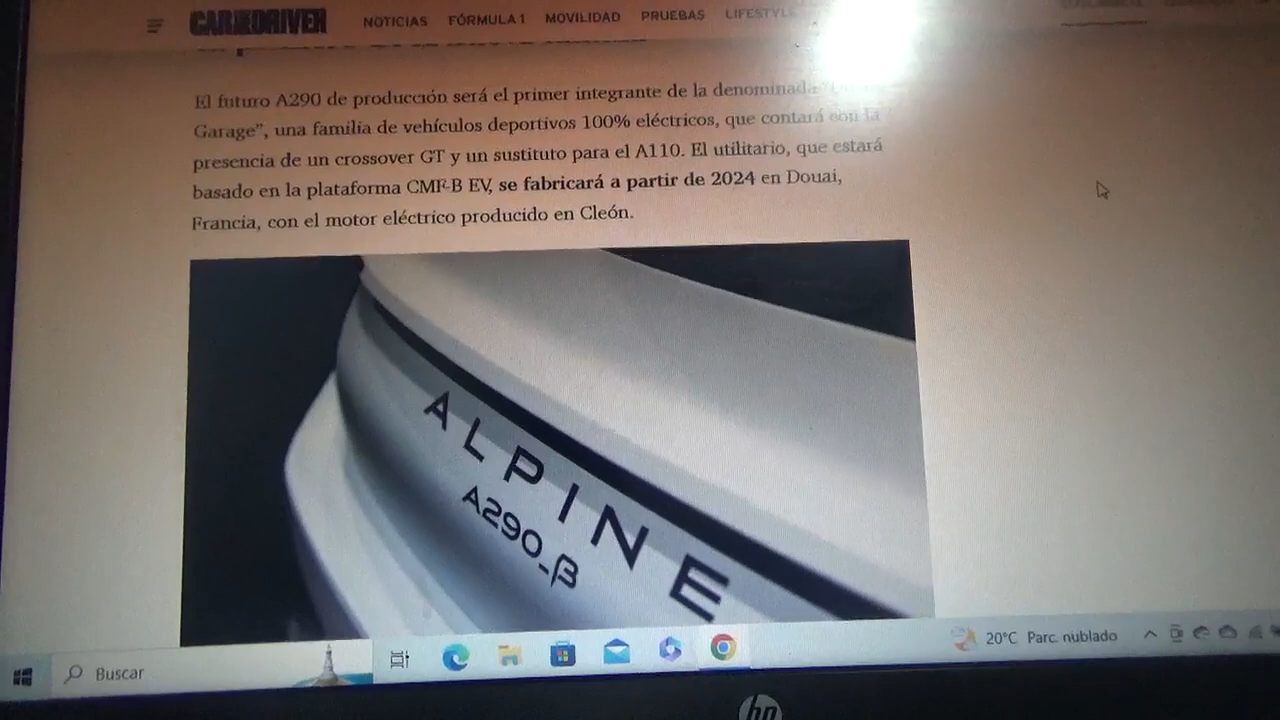 CAR AND DRIVER NOTICIAS FÓRMULA 1 MOVILIDAD PRUEBAS LIFESTYLE
El futuro A290 de producción será el primer integrante de la denominada
Garage”, una familia de vehículos deportivos 100% eléctricos, que contará con la
presencia de un crossover GT y un sustituto para el A110. El utilitario, que estará
basado en la plataforma CMF-B EV, se fabricará a partir de 2024 en Douai,
Francia, con el motor eléctrico producido en Cleón.
ALPINE
A290_β
Buscar
20°C Parc. nublado
hp